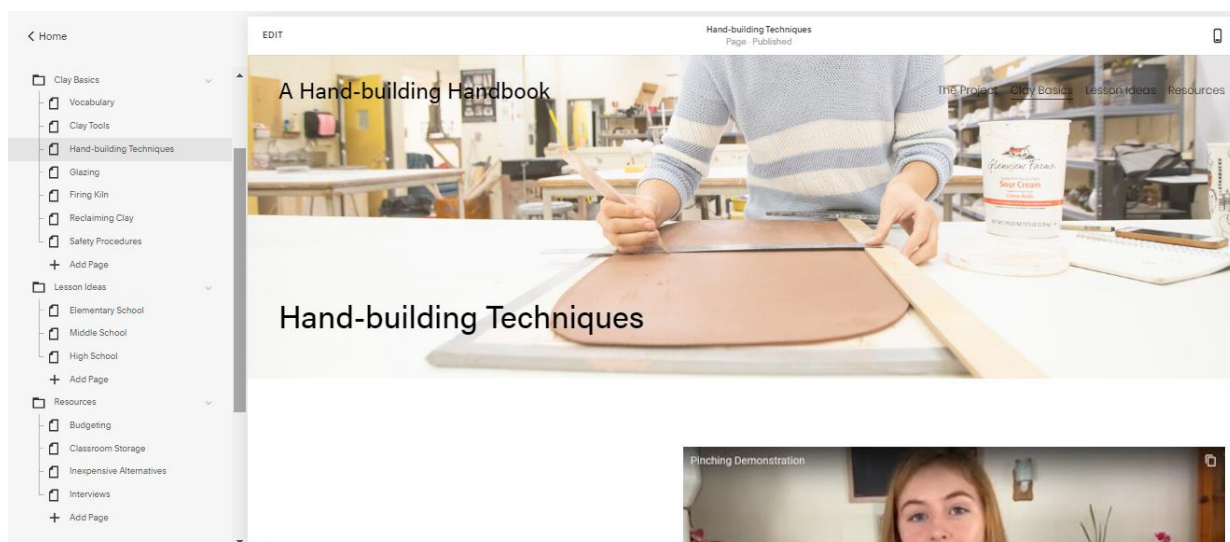 Home
Clay Basics
Vocabulary
Clay Tools
Hand-building Techniques
Glazing
Firing Kiln
Reclaiming Clay
Safety Procedures
+ Add Page
Lesson Ideas
Elementary School
Middle School
High School
+ Add Page
Resources
Budgeting
Classroom Storage
Inexpensive Alternatives
Interviews
+ Add Page
EDIT
Hand-building Techniques
Page · Published
A Hand-building Handbook
The Project Clay Basics Lesson Ideas Resources
Glenview Farms
Sour Cream
Hand-building Techniques
Pinching Demonstration